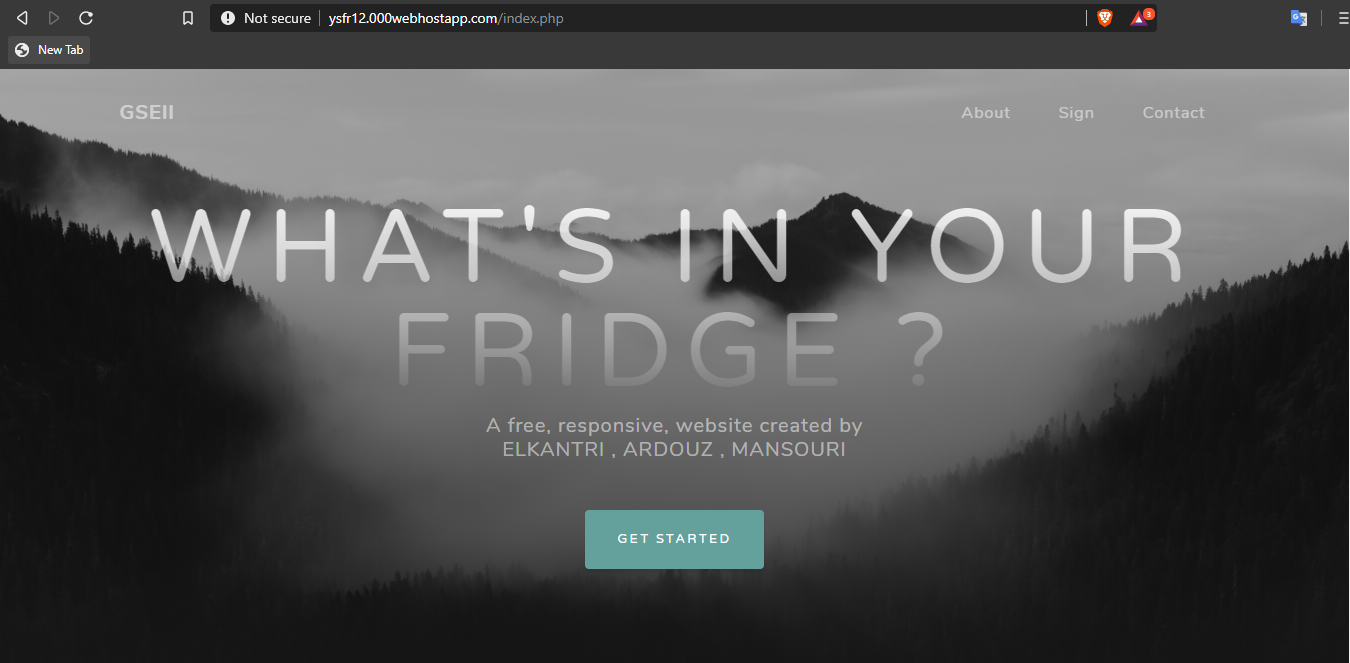 Not secure ysfr12.000webhostapp.com/index.php 3
New Tab
GSEII About Sign Contact
WHAT'S IN YOUR
FRIDGE ?
A free, responsive, website created by
ELKANTRI , ARDOUZ , MANSOURI
GET STARTED